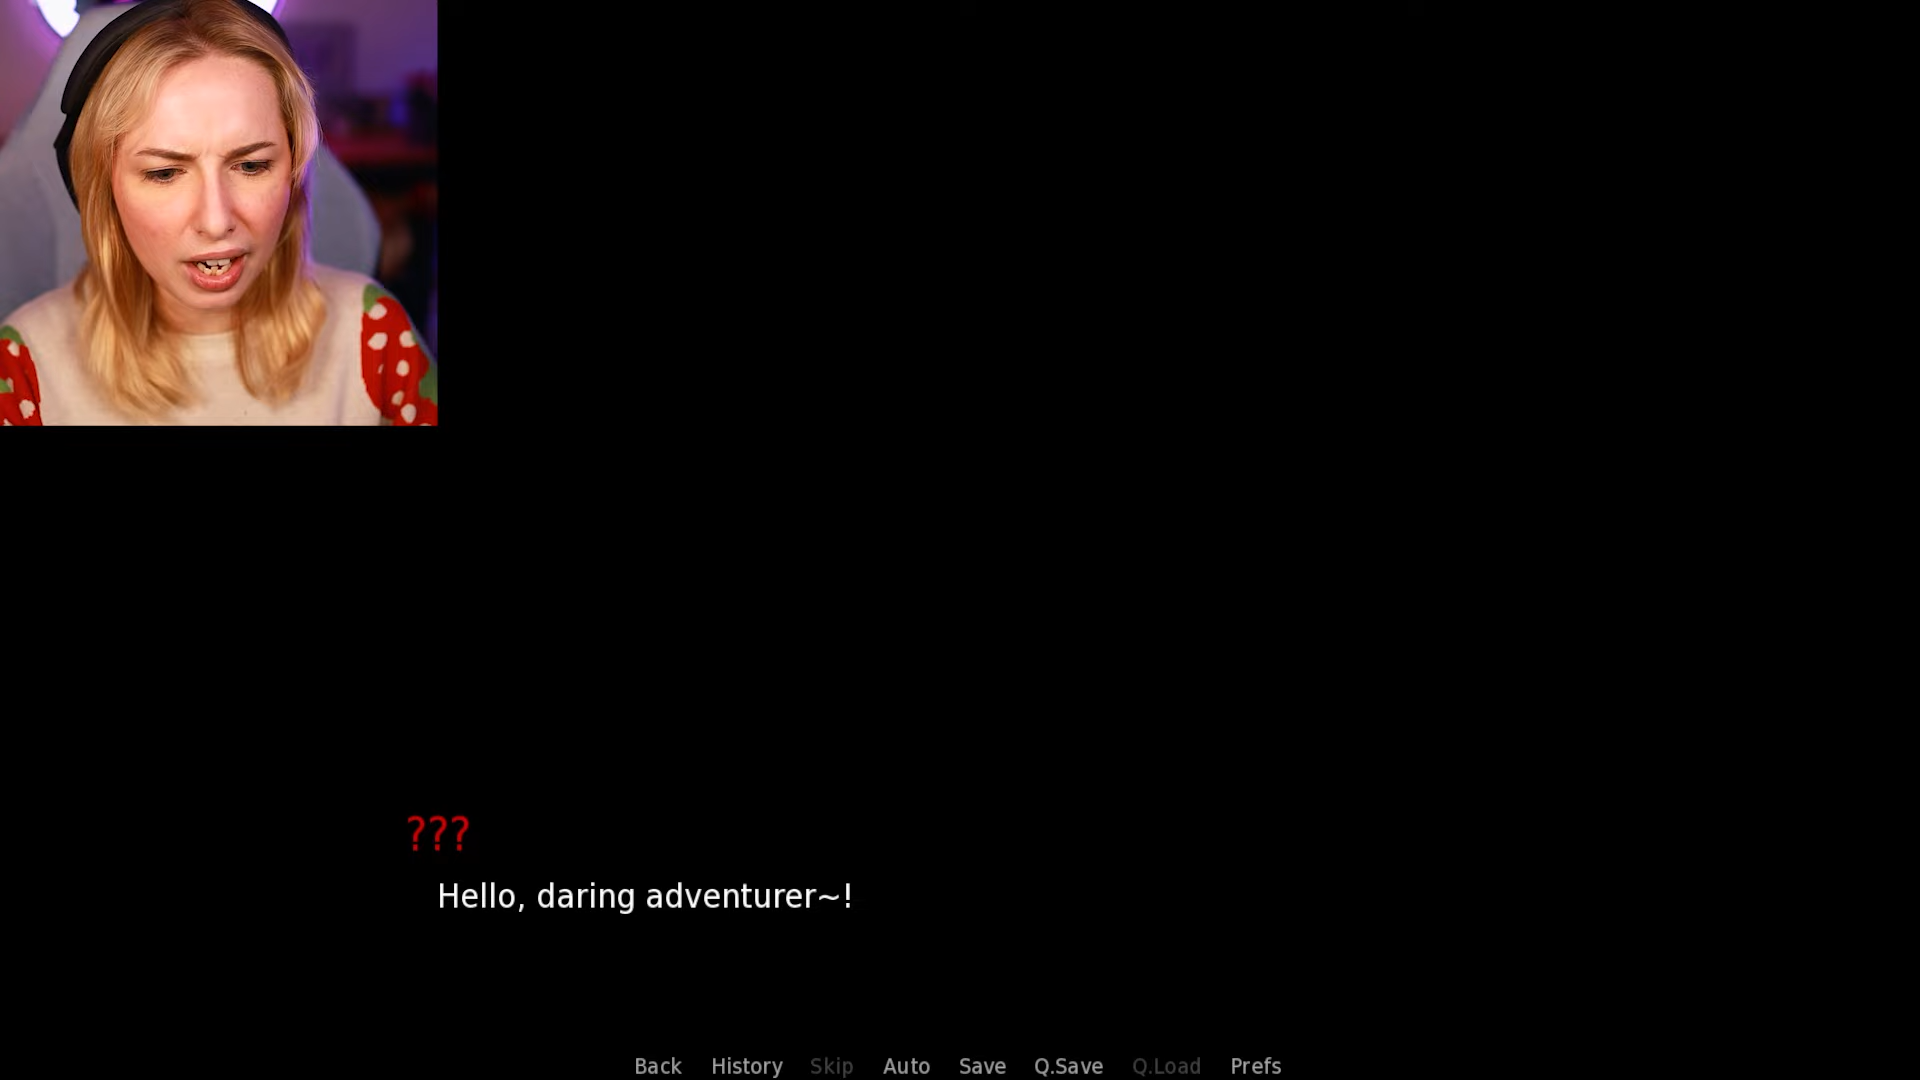 ???
Hello, daring adventurer~!
Back History Skip Auto Save Q.Save Q.Load Prefs